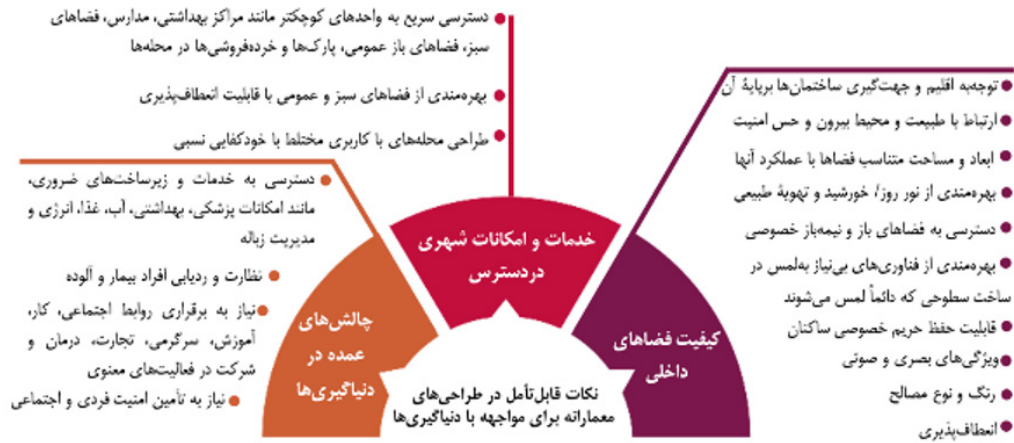 توجه‌به اقلیم و جهت‌گیری ساختمان‌ها برپایهٔ آن
ارتباط با طبیعت و محیط بیرون و حس امنیت
ابعاد و مساحت متناسب فضاها با عملکرد آنها
بهره‌مندی از نور روز/ خورشید و تهویهٔ طبیعی
دسترسی به فضاهای باز و نیمه‌باز خصوصی
بهره‌مندی از فناوری‌های بی‌نیاز به‌لمس در
ساخت سطوحی که دائماً لمس می‌شوند
قابلیت حفظ حریم خصوصی ساکنان
ویژگی‌های بصری و صوتی
رنگ و نوع مصالح
انعطاف‌پذیری
کیفیت فضاهای
داخلی
دسترسی سریع به واحدهای کوچکتر مانند مراکز بهداشتی، مدارس، فضاهای
سبز، فضاهای باز عمومی، پارک‌ها و خرده‌فروشی‌ها در محله‌ها
بهره‌مندی از فضاهای سبز و عمومی با قابلیت انعطاف‌پذیری
طراحی محله‌های با کاربری مختلط با خودکفایی نسبی
خدمات و امکانات شهری
دردسترس
دسترسی به خدمات و زیرساخت‌های ضروری،
مانند امکانات پزشکی، بهداشتی، آب، غذا، انرژی و
مدیریت زباله
نظارت و ردیابی افراد بیمار و آلوده
نیاز به برقراری روابط اجتماعی، کار،
آموزش، سرگرمی، تجارت، درمان و
شرکت در فعالیت‌های معنوی
نیاز به تأمین امنیت فردی و اجتماعی
چالش‌های
عمده در
دنیاگیری‌ها
نکات قابل‌تأمل در طراحی‌های
معمارانه برای مواجهه با دنیاگیری‌ها